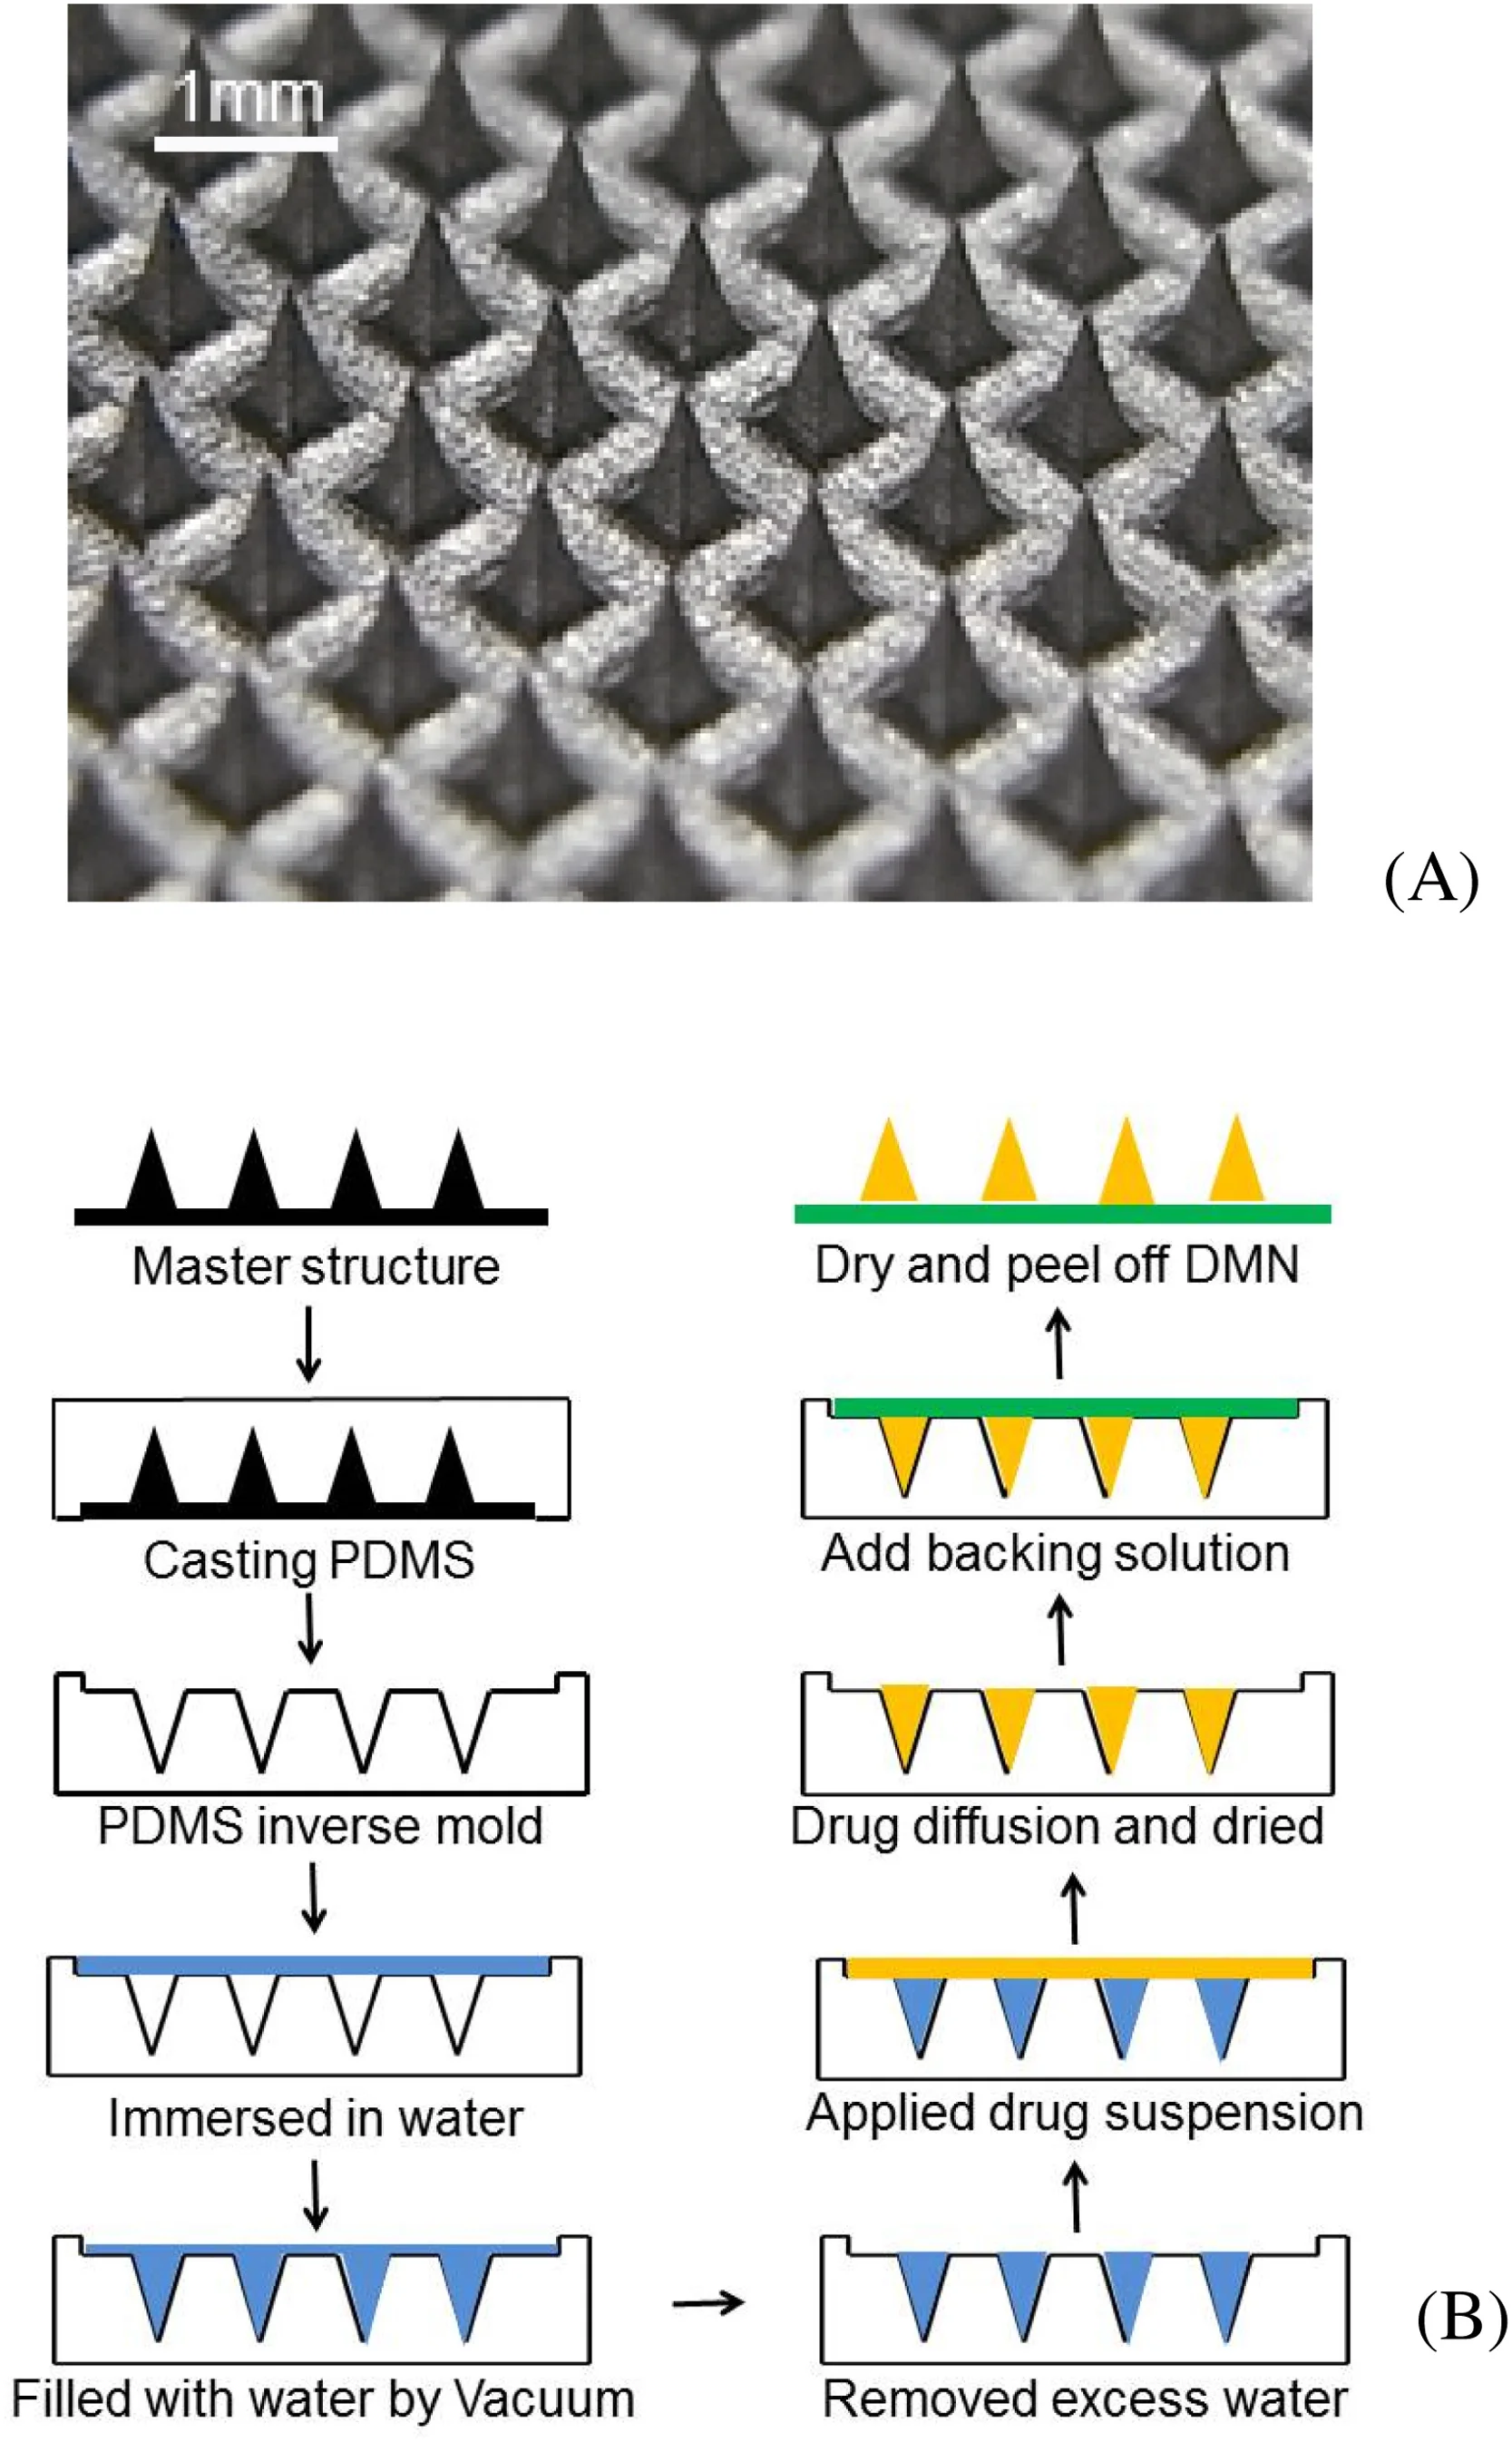 1mm
(A)
Master structure
Casting PDMS
PDMS inverse mold
Immersed in water
Filled with water by Vacuum
Removed excess water
Applied drug suspension
Drug diffusion and dried
Add backing solution
Dry and peel off DMN
(B)